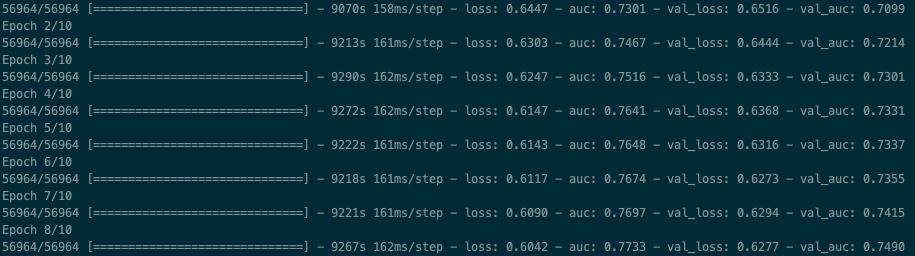 56964/56964 [==============================] - 9070s 158ms/step - loss: 0.6447 - auc: 0.7301 - val_loss: 0.6516 - val_auc: 0.7099
Epoch 2/10
56964/56964 [==============================] - 9213s 161ms/step - loss: 0.6303 - auc: 0.7467 - val_loss: 0.6444 - val_auc: 0.7214
Epoch 3/10
56964/56964 [==============================] - 9290s 162ms/step - loss: 0.6247 - auc: 0.7516 - val_loss: 0.6333 - val_auc: 0.7301
Epoch 4/10
56964/56964 [==============================] - 9272s 162ms/step - loss: 0.6147 - auc: 0.7641 - val_loss: 0.6368 - val_auc: 0.7331
Epoch 5/10
56964/56964 [==============================] - 9222s 161ms/step - loss: 0.6143 - auc: 0.7648 - val_loss: 0.6316 - val_auc: 0.7337
Epoch 6/10
56964/56964 [==============================] - 9218s 161ms/step - loss: 0.6117 - auc: 0.7674 - val_loss: 0.6273 - val_auc: 0.7355
Epoch 7/10
56964/56964 [==============================] - 9221s 161ms/step - loss: 0.6090 - auc: 0.7697 - val_loss: 0.6294 - val_auc: 0.7415
Epoch 8/10
56964/56964 [==============================] - 9267s 162ms/step - loss: 0.6042 - auc: 0.7733 - val_loss: 0.6277 - val_auc: 0.7490